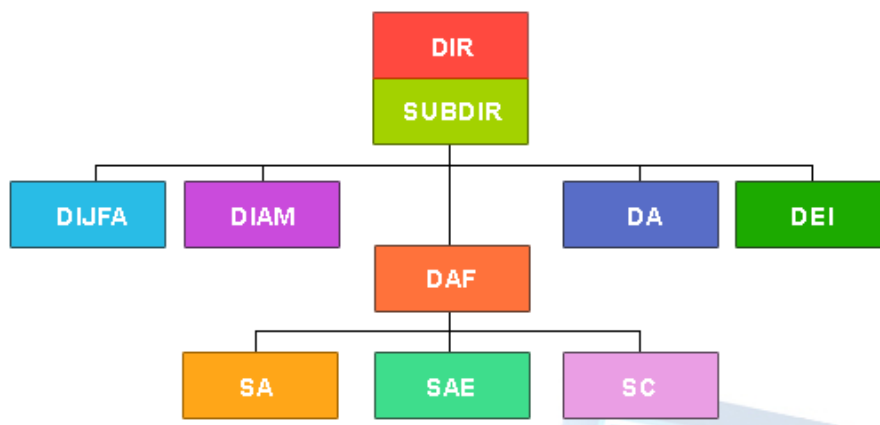 DIR
SUBDIR
DIJFA
DIAM
DA
DEI
DAF
SA
SAE
SC